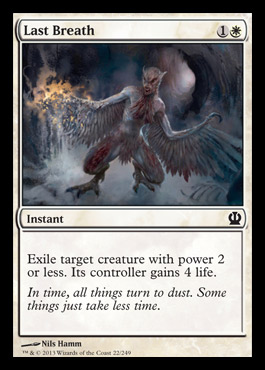 Last Breath 1
Instant
Exile target creature with power 2
or less. Its controller gains 4 life.
In time, all things turn to dust. Some
things just take less time.
Nils Hamm
™ & © 2013 Wizards of the Coast 22/249